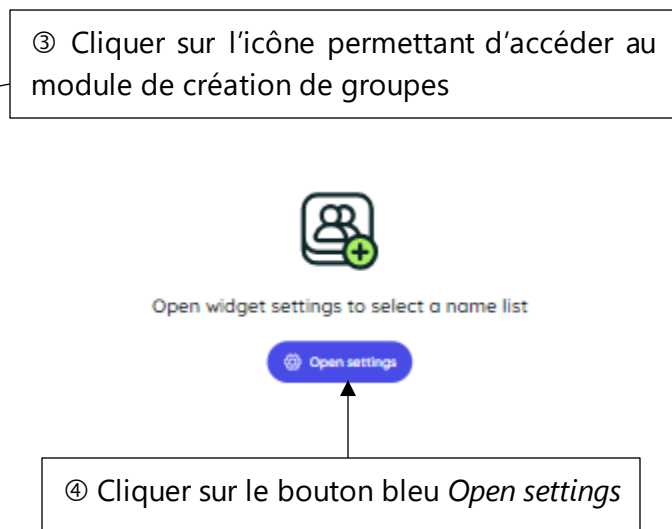 ③ Cliquer sur l’icône permettant d’accéder au
module de création de groupes
Open widget settings to select a name list
Open settings
④ Cliquer sur le bouton bleu Open settings